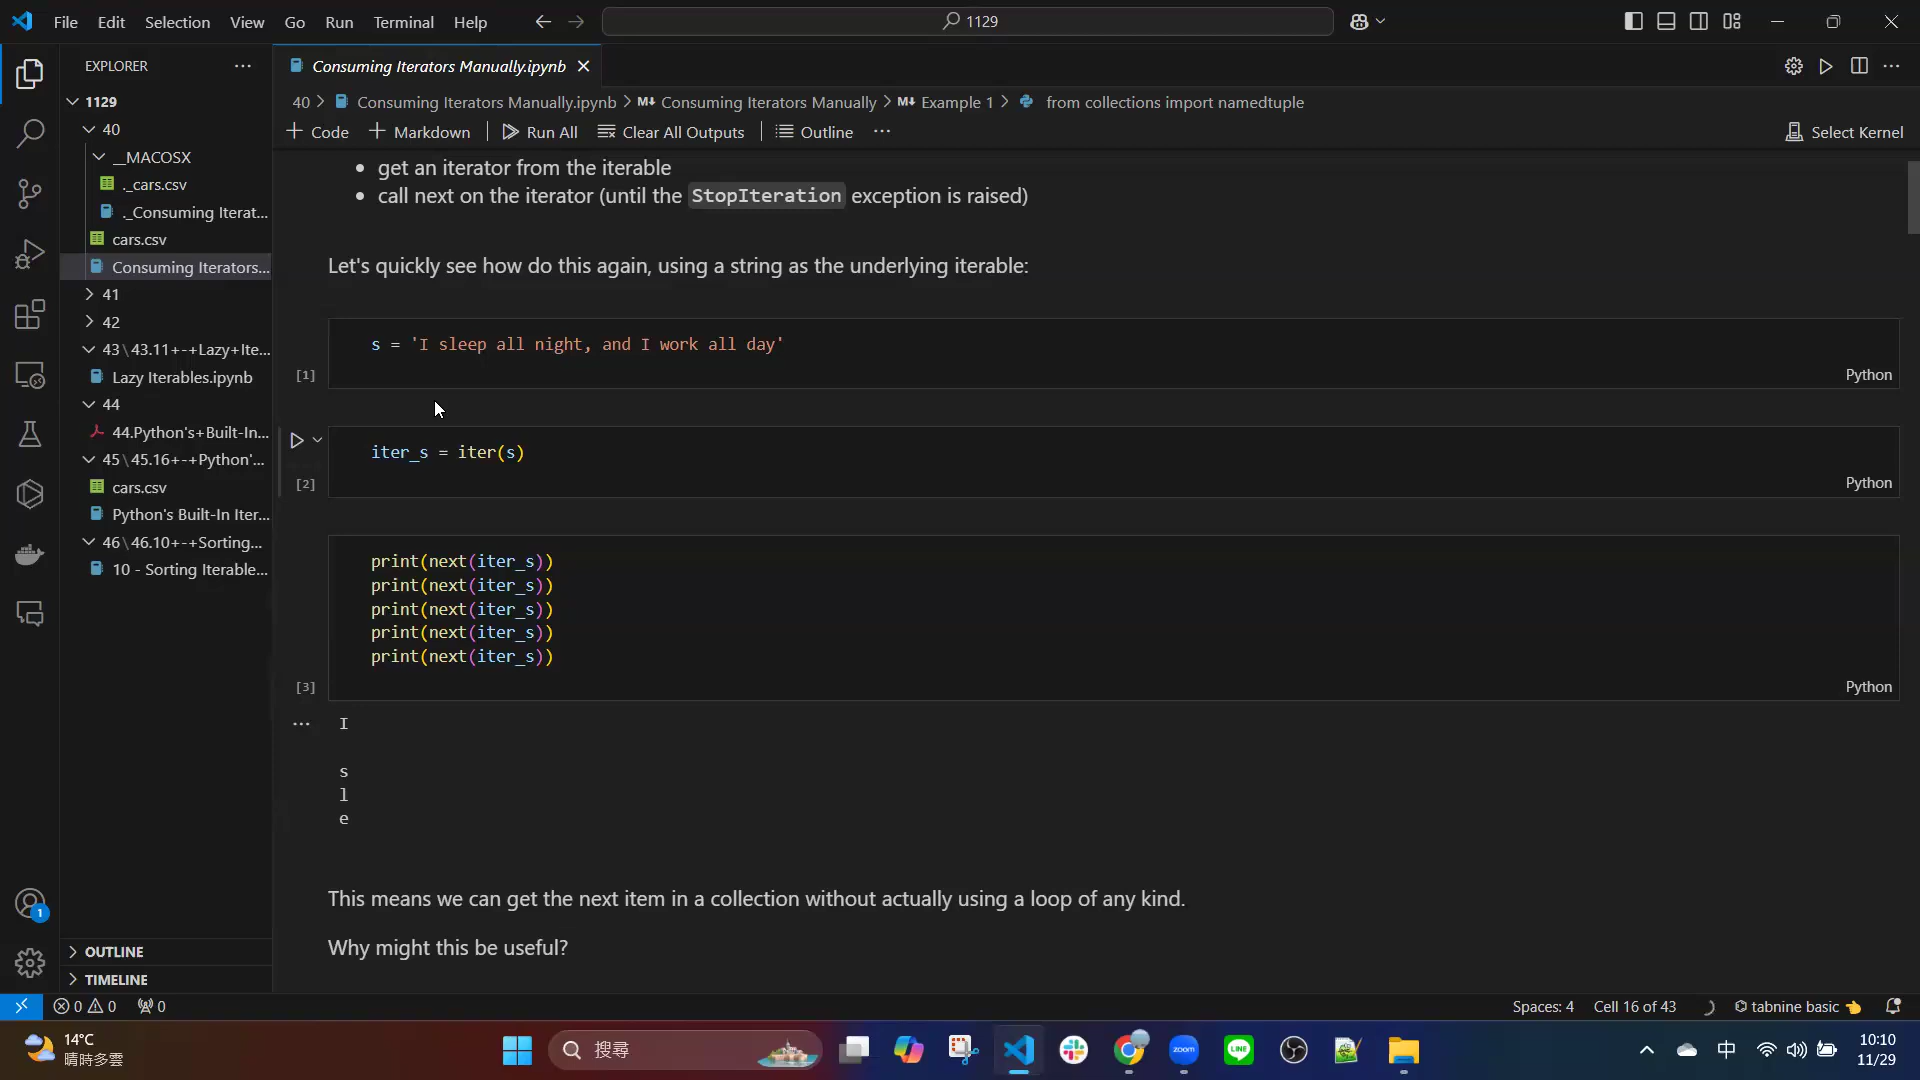 File Edit Selection View Go Run Terminal Help
1129
EXPLORER
Consuming Iterators Manually.ipynb
1129
40
__MACOSX
._cars.csv
._Consuming Iterat...
cars.csv
Consuming Iterators...
41
42
43\43.11+-+Lazy+Ite...
Lazy Iterables.ipynb
44
44.Python's+Built-In...
45\45.16+-+Python'...
cars.csv
Python's Built-In Iter...
46\46.10+-+Sorting...
10 - Sorting Iterable...
OUTLINE
TIMELINE
40 > Consuming Iterators Manually.ipynb > M↓ Consuming Iterators Manually > M↓ Example 1 > from collections import namedtuple
+ Code + Markdown Run All Clear All Outputs Outline ... Select Kernel
• get an iterator from the iterable
• call next on the iterator (until the StopIteration exception is raised)
Let's quickly see how do this again, using a string as the underlying iterable:
s = 'I sleep all night, and I work all day'
[1] Python
iter_s = iter(s)
[2] Python
print(next(iter_s))
print(next(iter_s))
print(next(iter_s))
print(next(iter_s))
print(next(iter_s))
[3] Python
... I
s
l
e
This means we can get the next item in a collection without actually using a loop of any kind.
Why might this be useful?
1
0 0 0 Spaces: 4 Cell 16 of 43 tabnine basic
14°C
晴時多雲
搜尋
zoom
LINE
中
10:10
11/29